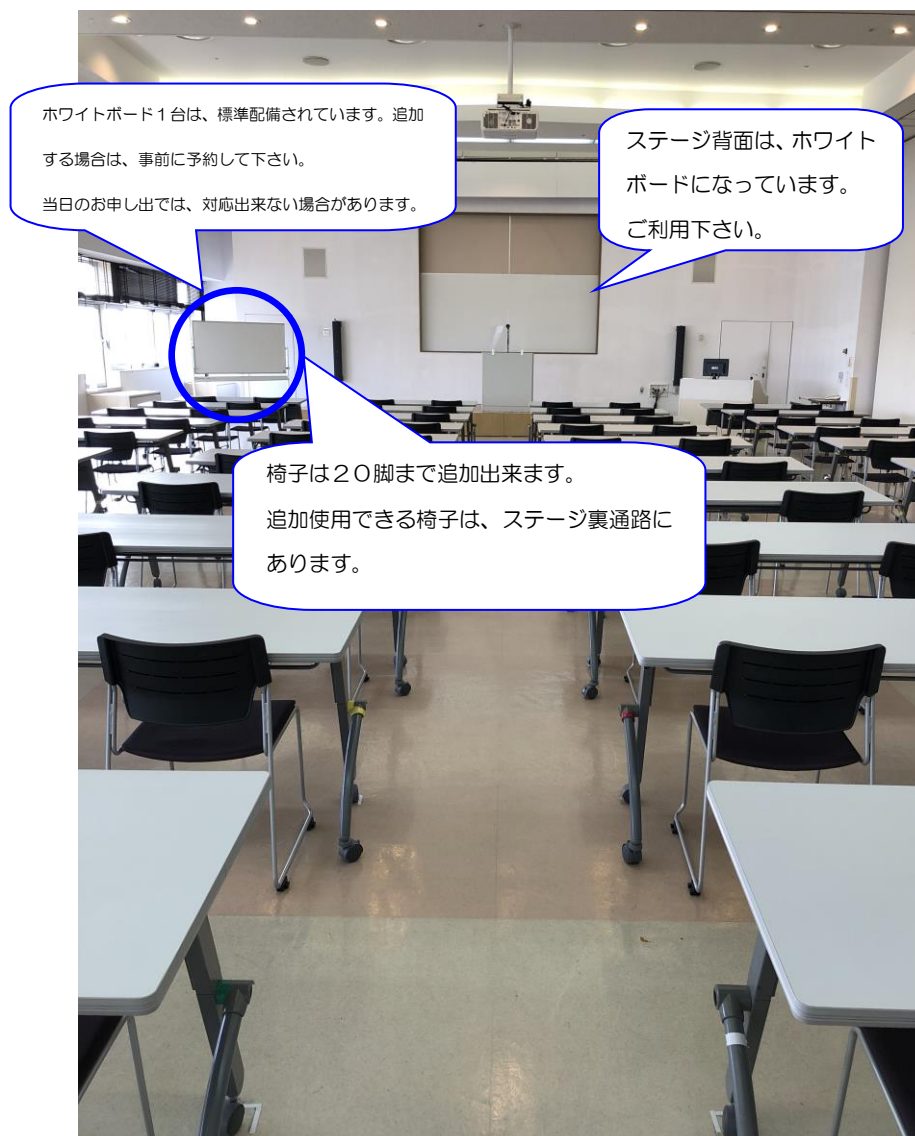 ホワイトボード１台は、標準配備されています。追加
する場合は、事前に予約して下さい。
当日のお申し出では、対応出来ない場合があります。
ステージ背面は、ホワイト
ボードになっています。
ご利用下さい。
椅子は２０脚まで追加出来ます。
追加使用できる椅子は、ステージ裏通路に
あります。